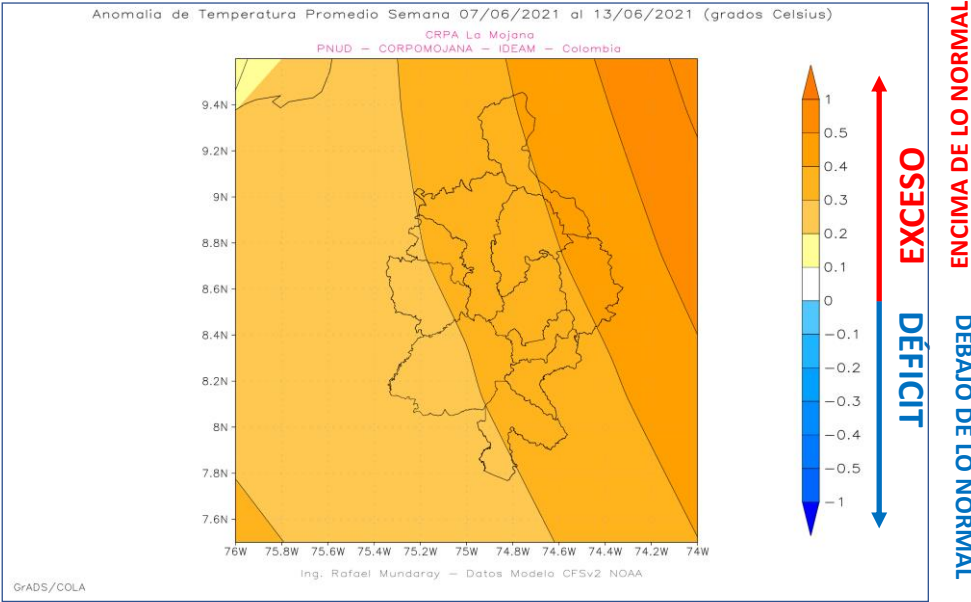 Anomalia de Temperatura Promedio Semana 07/06/2021 al 13/06/2021 (grados Celsius)
CRPA La Mojana
PNUD – CORPOMOJANA – IDEAM – Colombia
9.4N
9.2N
9N
8.8N
8.6N
8.4N
8.2N
8N
7.8N
7.6N
76W 75.8W 75.6W 75.4W 75.2W 75W 74.8W 74.6W 74.4W 74.2W 74W
1
0.5
0.4
0.3
0.2
0.1
0
−0.1
−0.2
−0.3
−0.4
−0.5
−1
EXCESO
DÉFICIT
ENCIMA DE LO NORMAL
DEBAJO DE LO NORMAL
Ing. Rafael Mundaray – Datos Modelo CFSv2 NOAA
GrADS/COLA